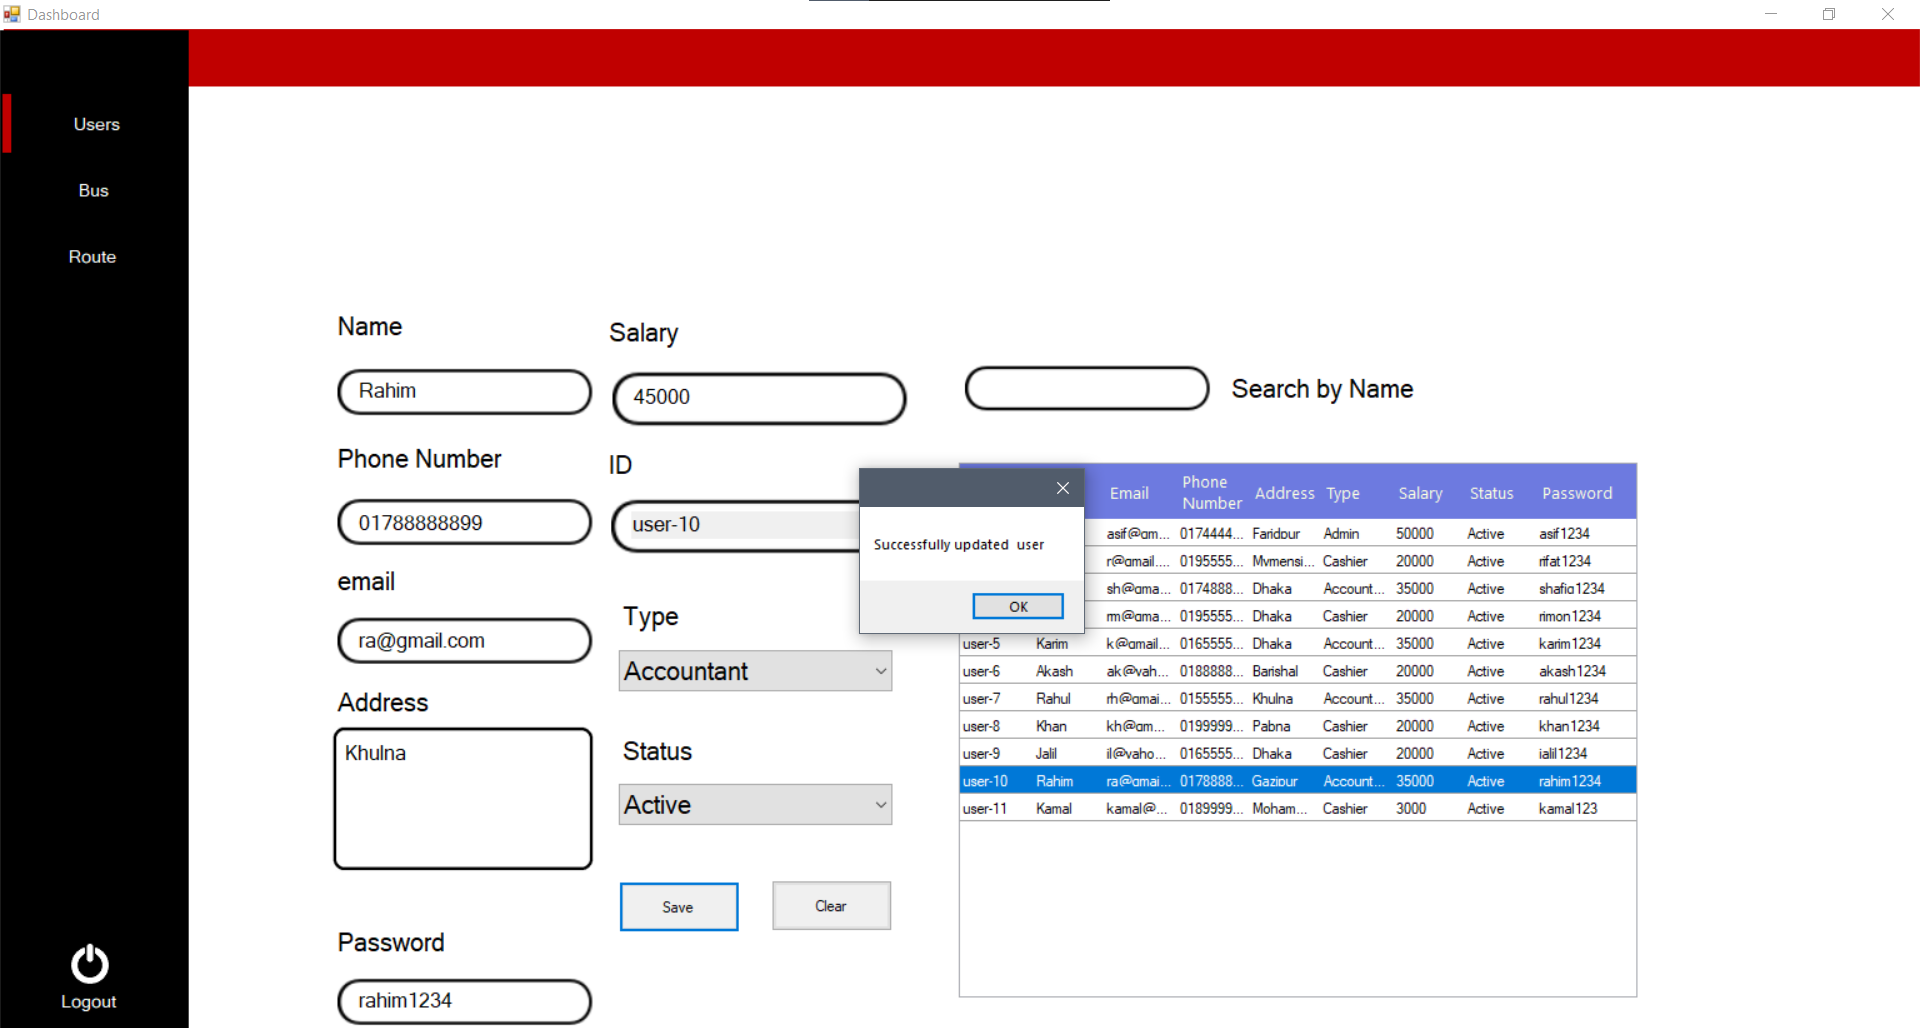 Dashboard
Users
Bus
Route
Logout
Name
Rahim
Phone Number
01788888899
email
ra@gmail.com
Address
Khulna
Password
rahim1234
Salary
45000
ID
user-10
Type
Accountant
Status
Active
Save Clear
Search by Name
Successfully updated user
OK
Email Phone Number Address Type Salary Status Password
asif@gm... 0174444... Faridpur Admin 50000 Active asif1234
r@gmail.... 0195555... Mymensi... Cashier 20000 Active rifat1234
sh@gma... 0174888... Dhaka Account... 35000 Active shafiq1234
rm@gma... 0195555... Dhaka Cashier 20000 Active rimon1234
user-5 Karim k@gmail... 0165555... Dhaka Account... 35000 Active karim1234
user-6 Akash ak@yah... 0188888... Barishal Cashier 20000 Active akash1234
user-7 Rahul rh@gmai... 0155555... Khulna Account... 35000 Active rahul1234
user-8 Khan kh@gm... 0199999... Pabna Cashier 20000 Active khan1234
user-9 Jalil jl@yaho... 0165555... Dhaka Cashier 20000 Active jalil1234
user-10 Rahim ra@gmai... 0178888... Gazipur Account... 35000 Active rahim1234
user-11 Kamal kamal@... 0189999... Moham... Cashier 3000 Active kamal123